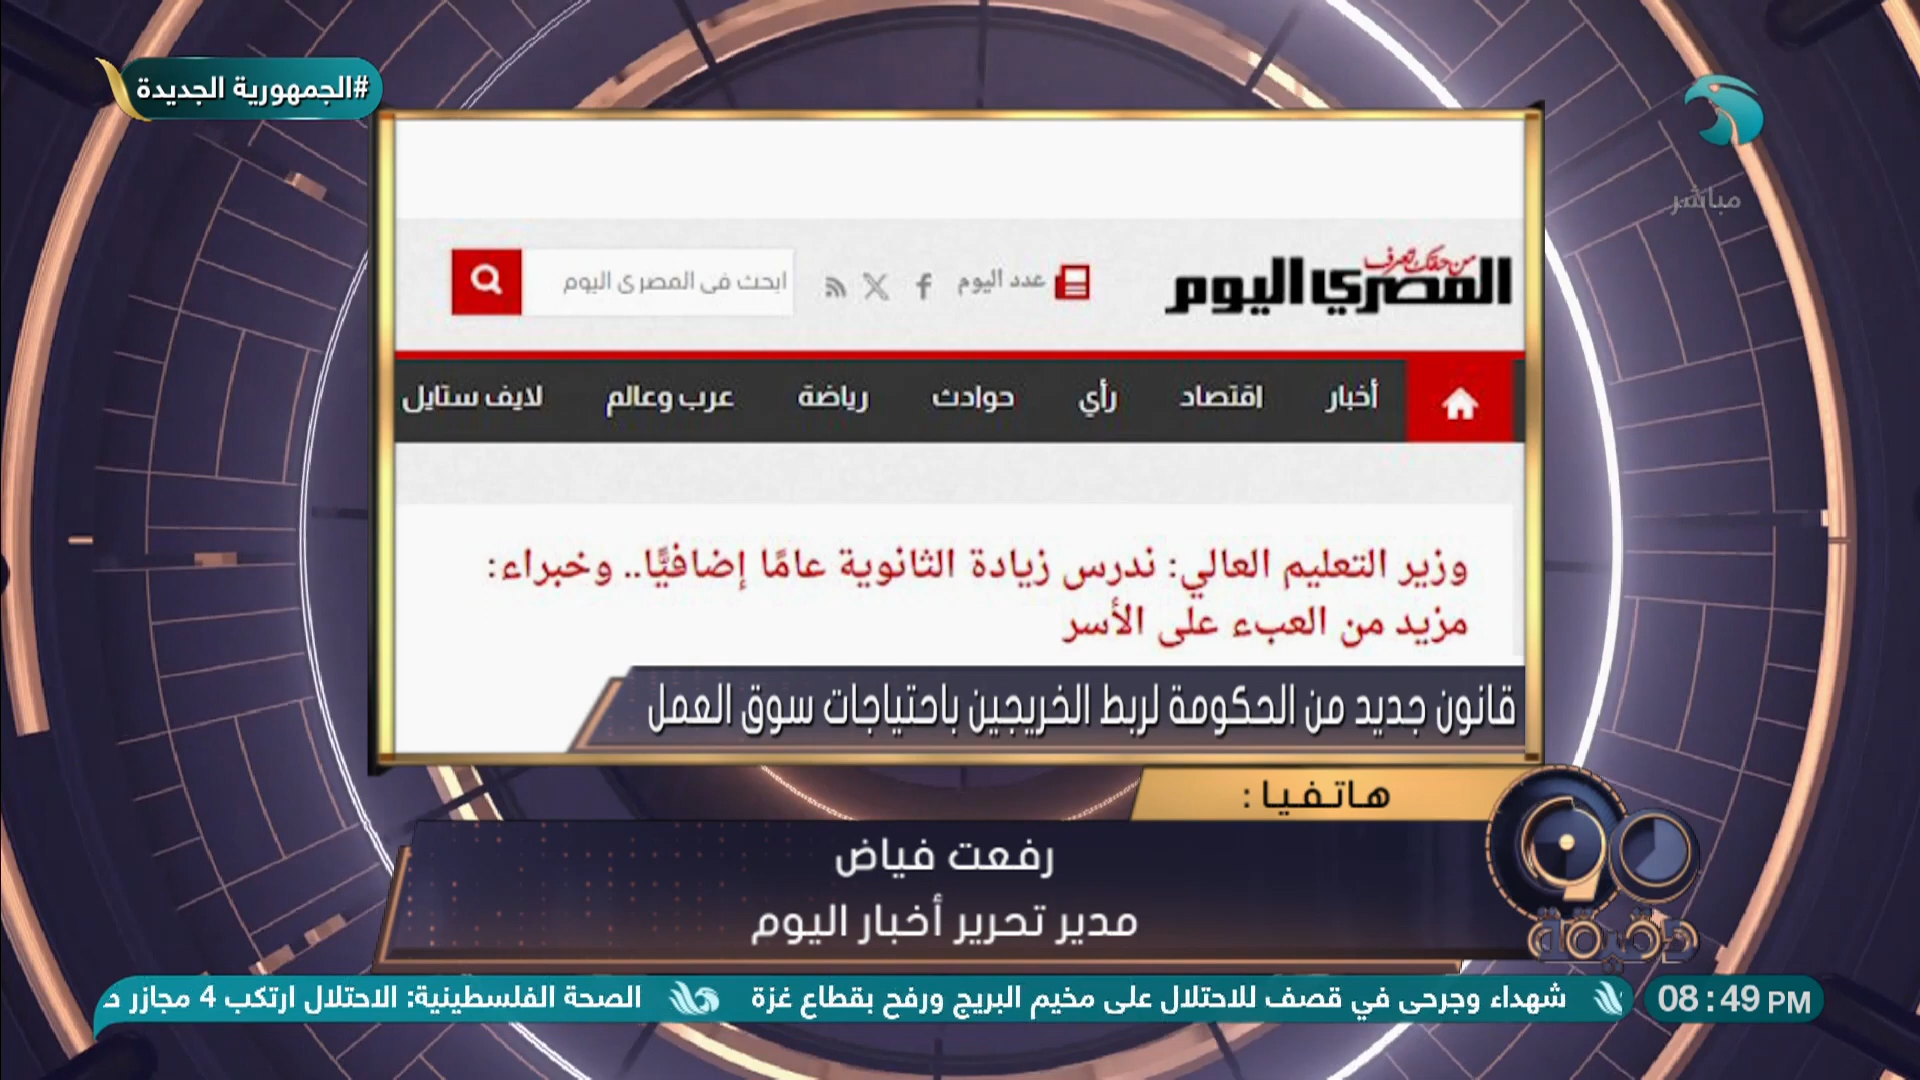 #الجمهورية الجديدة
مباشر
من حقك تعرف
المصري اليوم
عدد اليوم
ابحث فى المصرى اليوم
أخبار
اقتصاد
رأي
حوادث
رياضة
عرب وعالم
لايف ستايل
وزير التعليم العالي: ندرس زيادة الثانوية عامًا إضافيًّا.. وخبراء:
مزيد من العبء على الأسر
قانون جديد من الحكومة لربط الخريجين باحتياجات سوق العمل
هاتفيا :
رفعت فياض
مدير تحرير أخبار اليوم
90
دقيقة
شهداء وجرحى في قصف للاحتلال على مخيم البريج ورفح بقطاع غزة
الصحة الفلسطينية: الاحتلال ارتكب 4 مجازر
08:49 PM